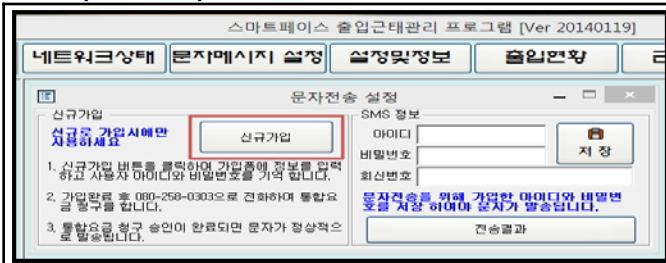 스마트페이스 출입근태관리 프로그램 [Ver 20140119]
네트워크상태 문자메시지 설정 설정및정보 출입현황
문자전송 설정
신규가입
신규로 가입시에만
사용하세요
신규가입
1. 신규가입 버튼을 클릭하여 가입폼에 정보를 입력
하고 사용자 아이디와 비밀번호를 기억 합니다.
2. 가입완료 후 080-258-0303으로 전화하여 통합요
금 청구를 합니다.
3. 통합요금 청구 승인이 완료되면 문자가 정상적으
로 발송됩니다.
SMS 정보
아이디
비밀번호
회신번호
저 장
문자전송을 위해 가입한 아이디와 비밀번
호를 저장 하여야 문자가 발송됩니다.
전송결과